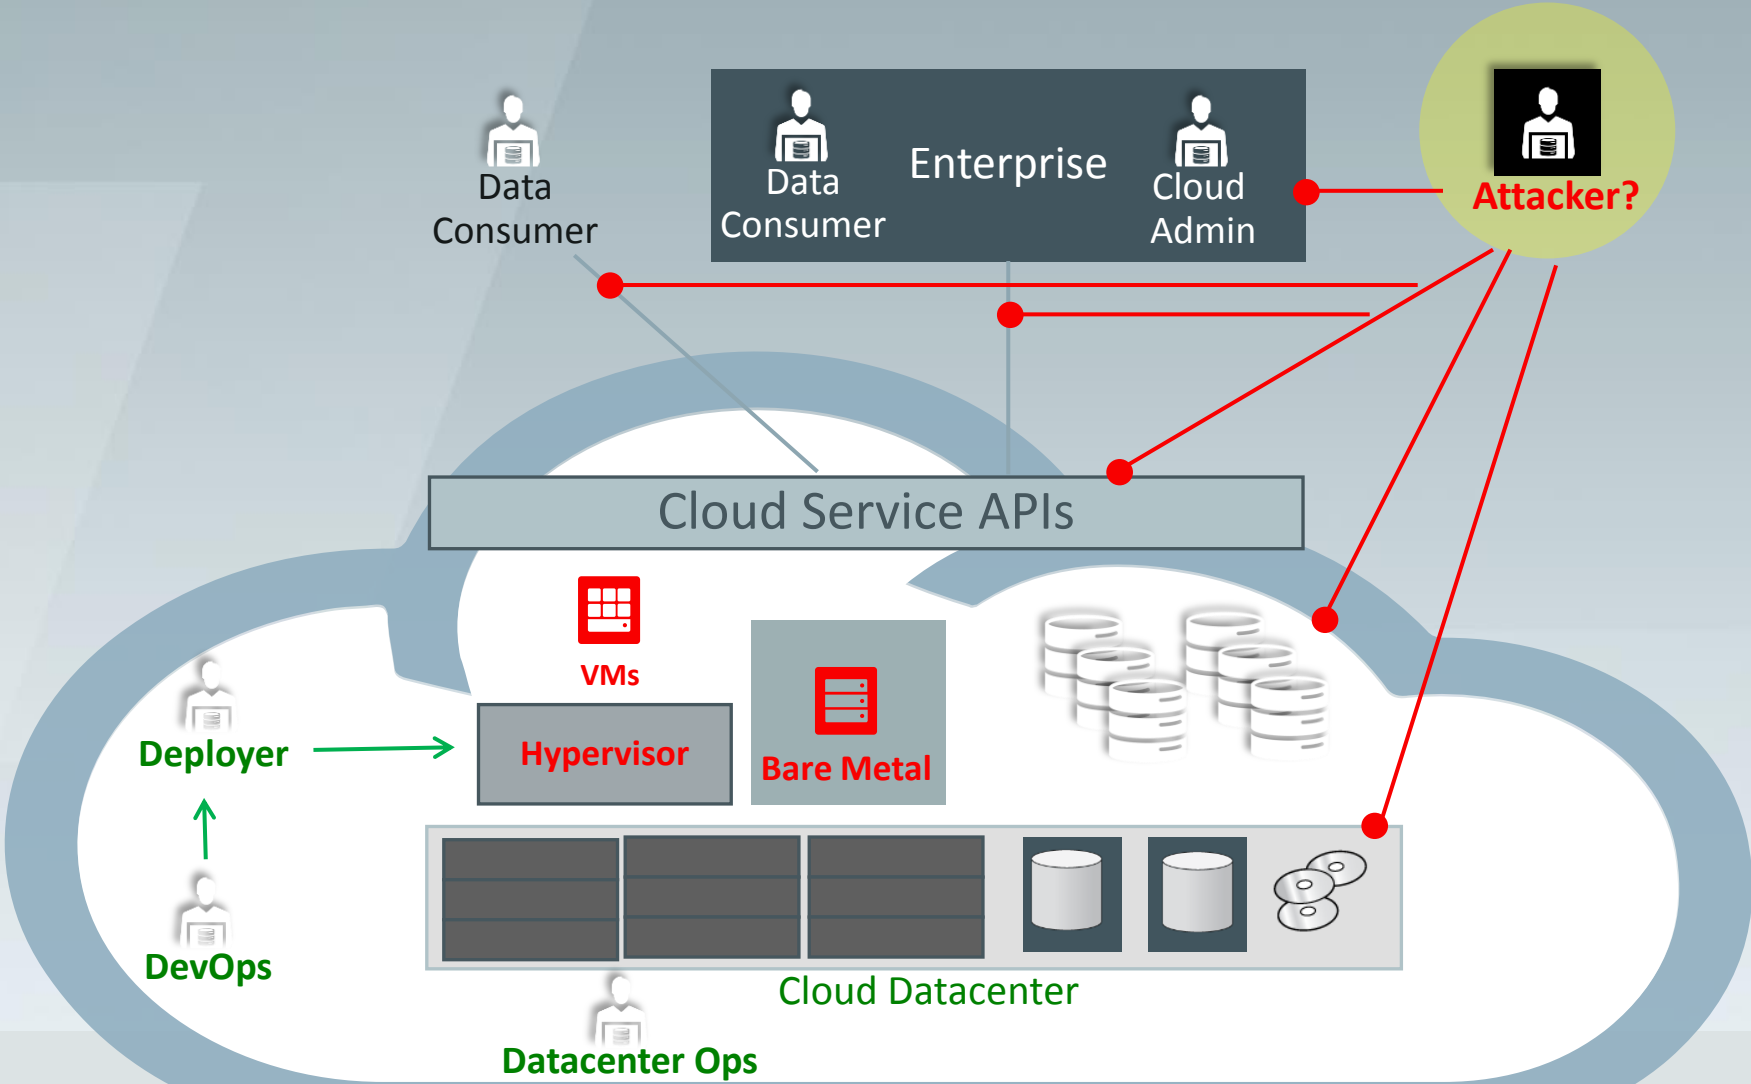 Data
Consumer
Data
Consumer
Enterprise
Cloud
Admin
Attacker?
Cloud Service APIs
VMs
Hypervisor
Bare Metal
Deployer
DevOps
Cloud Datacenter
Datacenter Ops